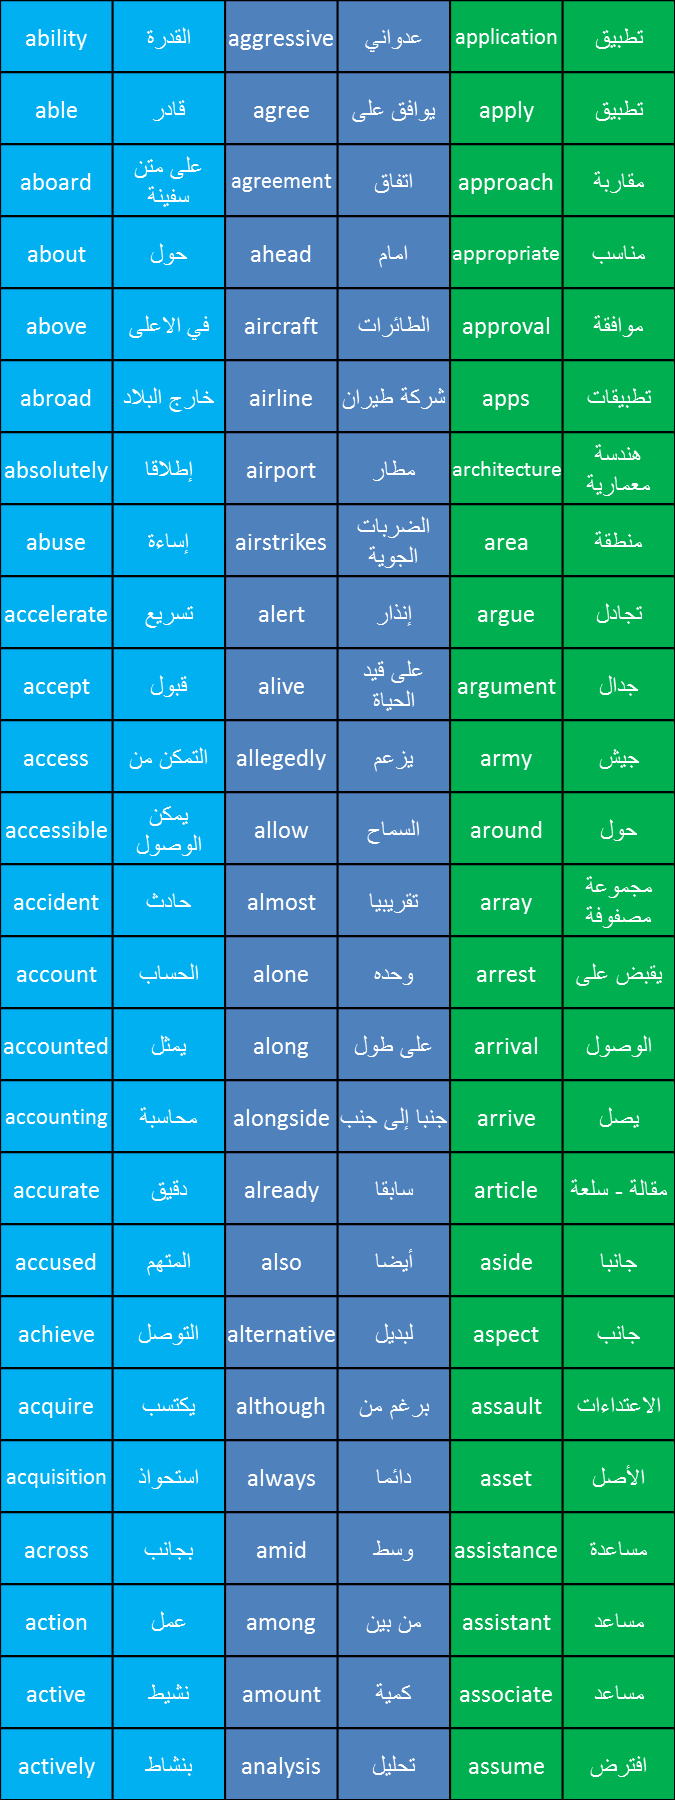 ability القدرة aggressive عدواني application تطبيق
able قادر agree يوافق على apply تطبيق
aboard على متن سفينة agreement اتفاق approach مقاربة
about حول ahead امام appropriate مناسب
above في الاعلى aircraft الطائرات approval موافقة
abroad خارج البلاد airline شركة طيران apps تطبيقات
absolutely إطلاقا airport مطار architecture هندسة معمارية
abuse إساءة airstrikes الضربات الجوية area منطقة
accelerate تسريع alert إنذار argue تجادل
accept قبول alive على قيد الحياة argument جدال
access التمكن من allegedly يزعم army جيش
accessible يمكن الوصول allow السماح around حول
accident حادث almost تقريبيا array مجموعة مصفوفة
account الحساب alone وحده arrest يقبض على
accounted يمثل along على طول arrival الوصول
accounting محاسبة alongside جنبا إلى جنب arrive يصل
accurate دقيق already سابقا article مقالة - سلعة
accused المتهم also أيضا aside جانبا
achieve التوصل alternative لبديل aspect جانب
acquire يكتسب although برغم من assault الاعتداءات
acquisition استحواذ always دائما asset الأصل
across بجانب amid وسط assistance مساعدة
action عمل among من بين assistant مساعد
active نشيط amount كمية associate مساعد
actively بنشاط analysis تحليل assume افترض